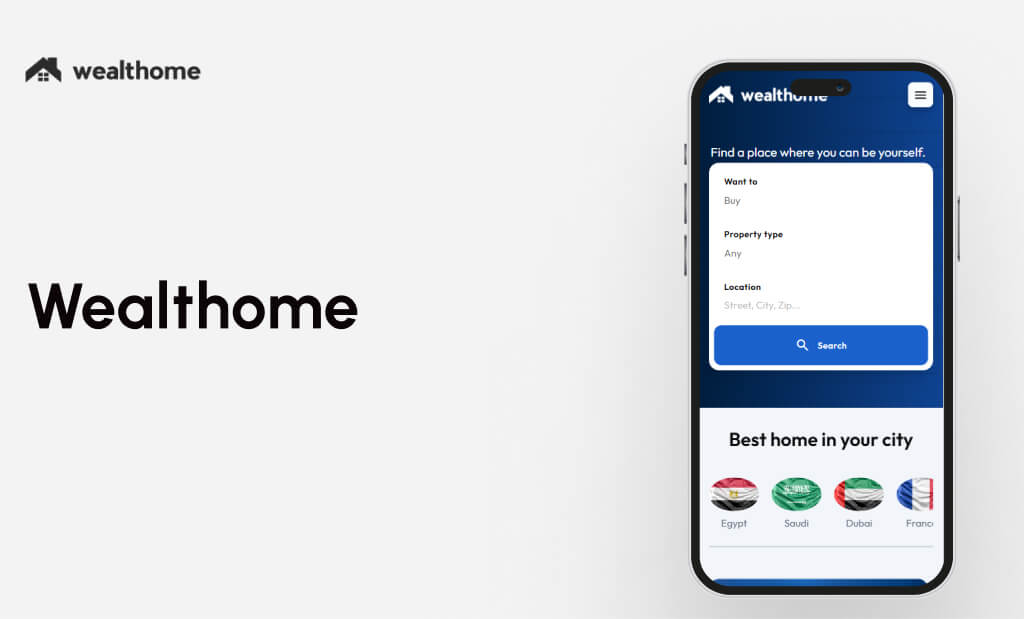 wealthome
Wealthome
wealthome
Find a place where you can be yourself.
Want to
Buy
Property type
Any
Location
Street, City, Zip...
Search
Best home in your city
Egypt
Saudi
Dubai
Franc